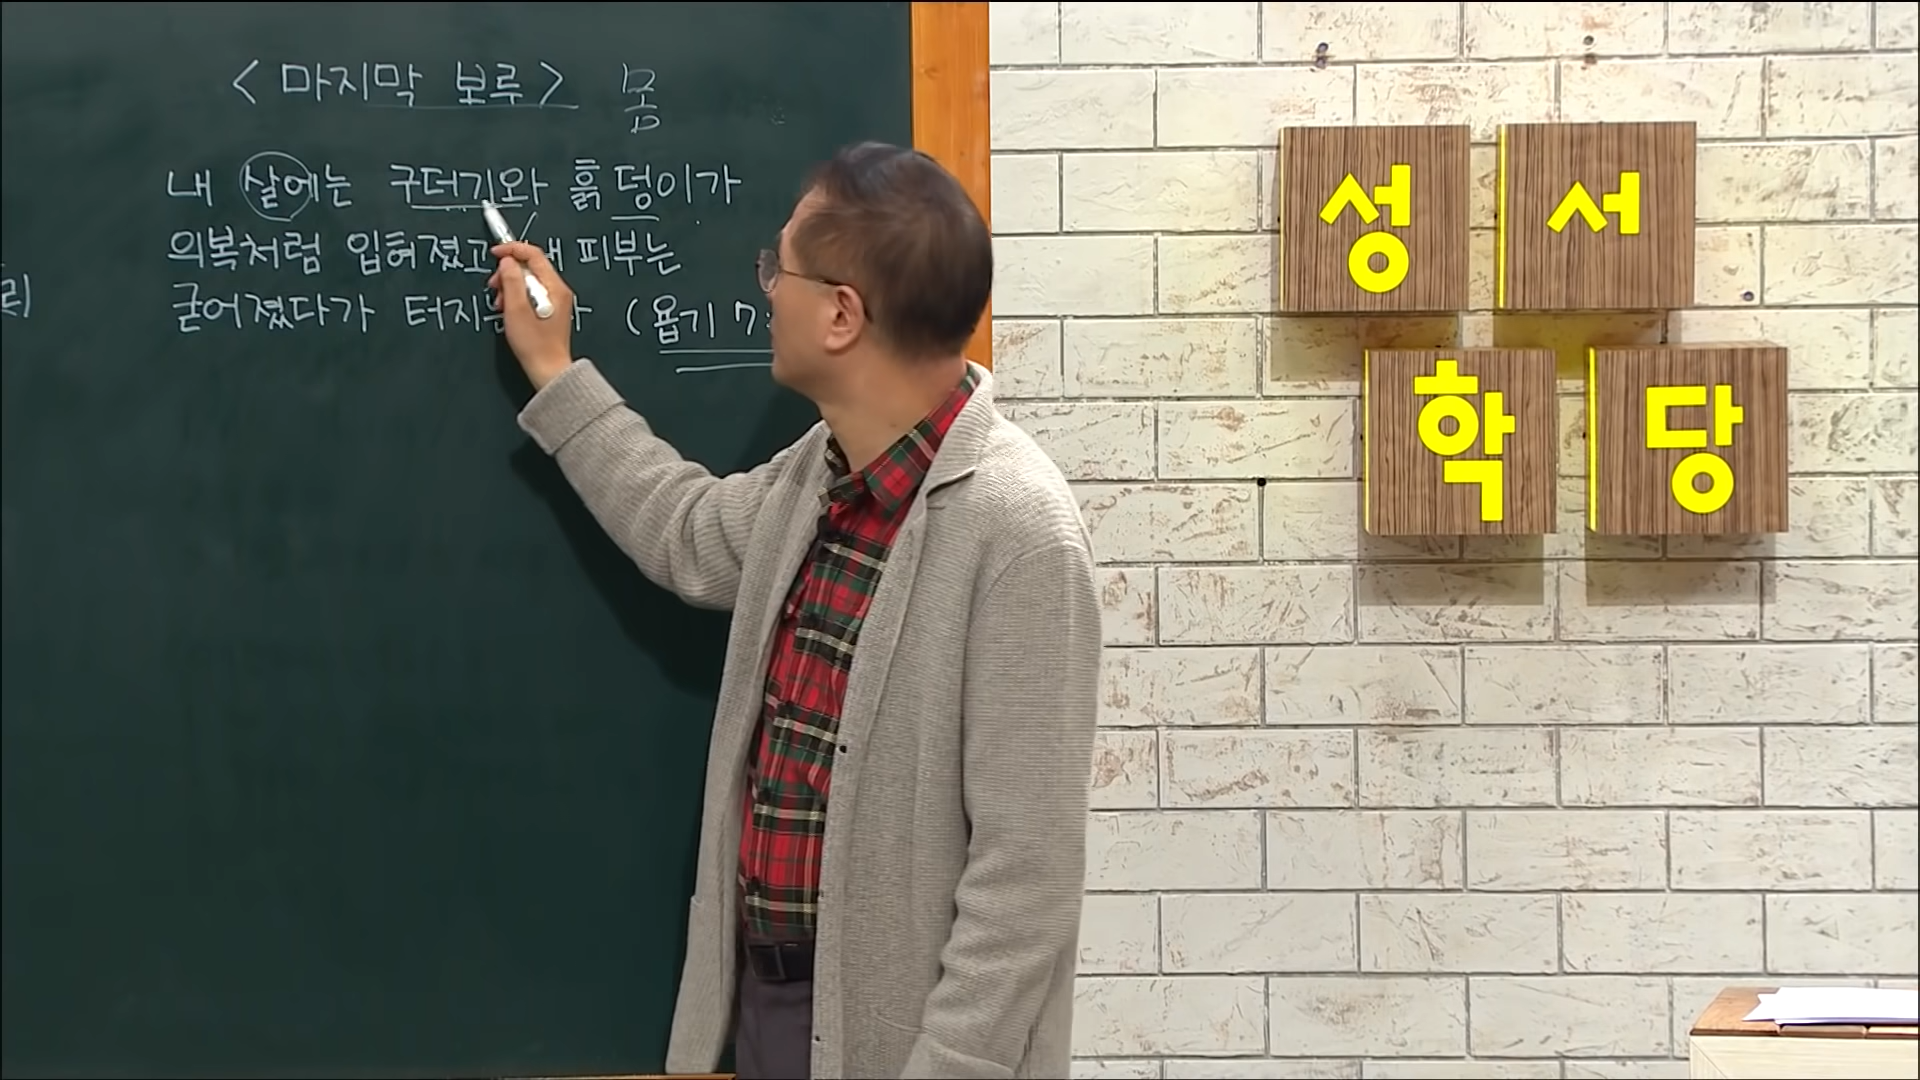 <마지막 보루> 몸
내 살에는 구더기와 흙덩이가
의복처럼 입혀졌고 내 피부는
굳어졌다가 터지는 (욥기 7:
리
성서
학당